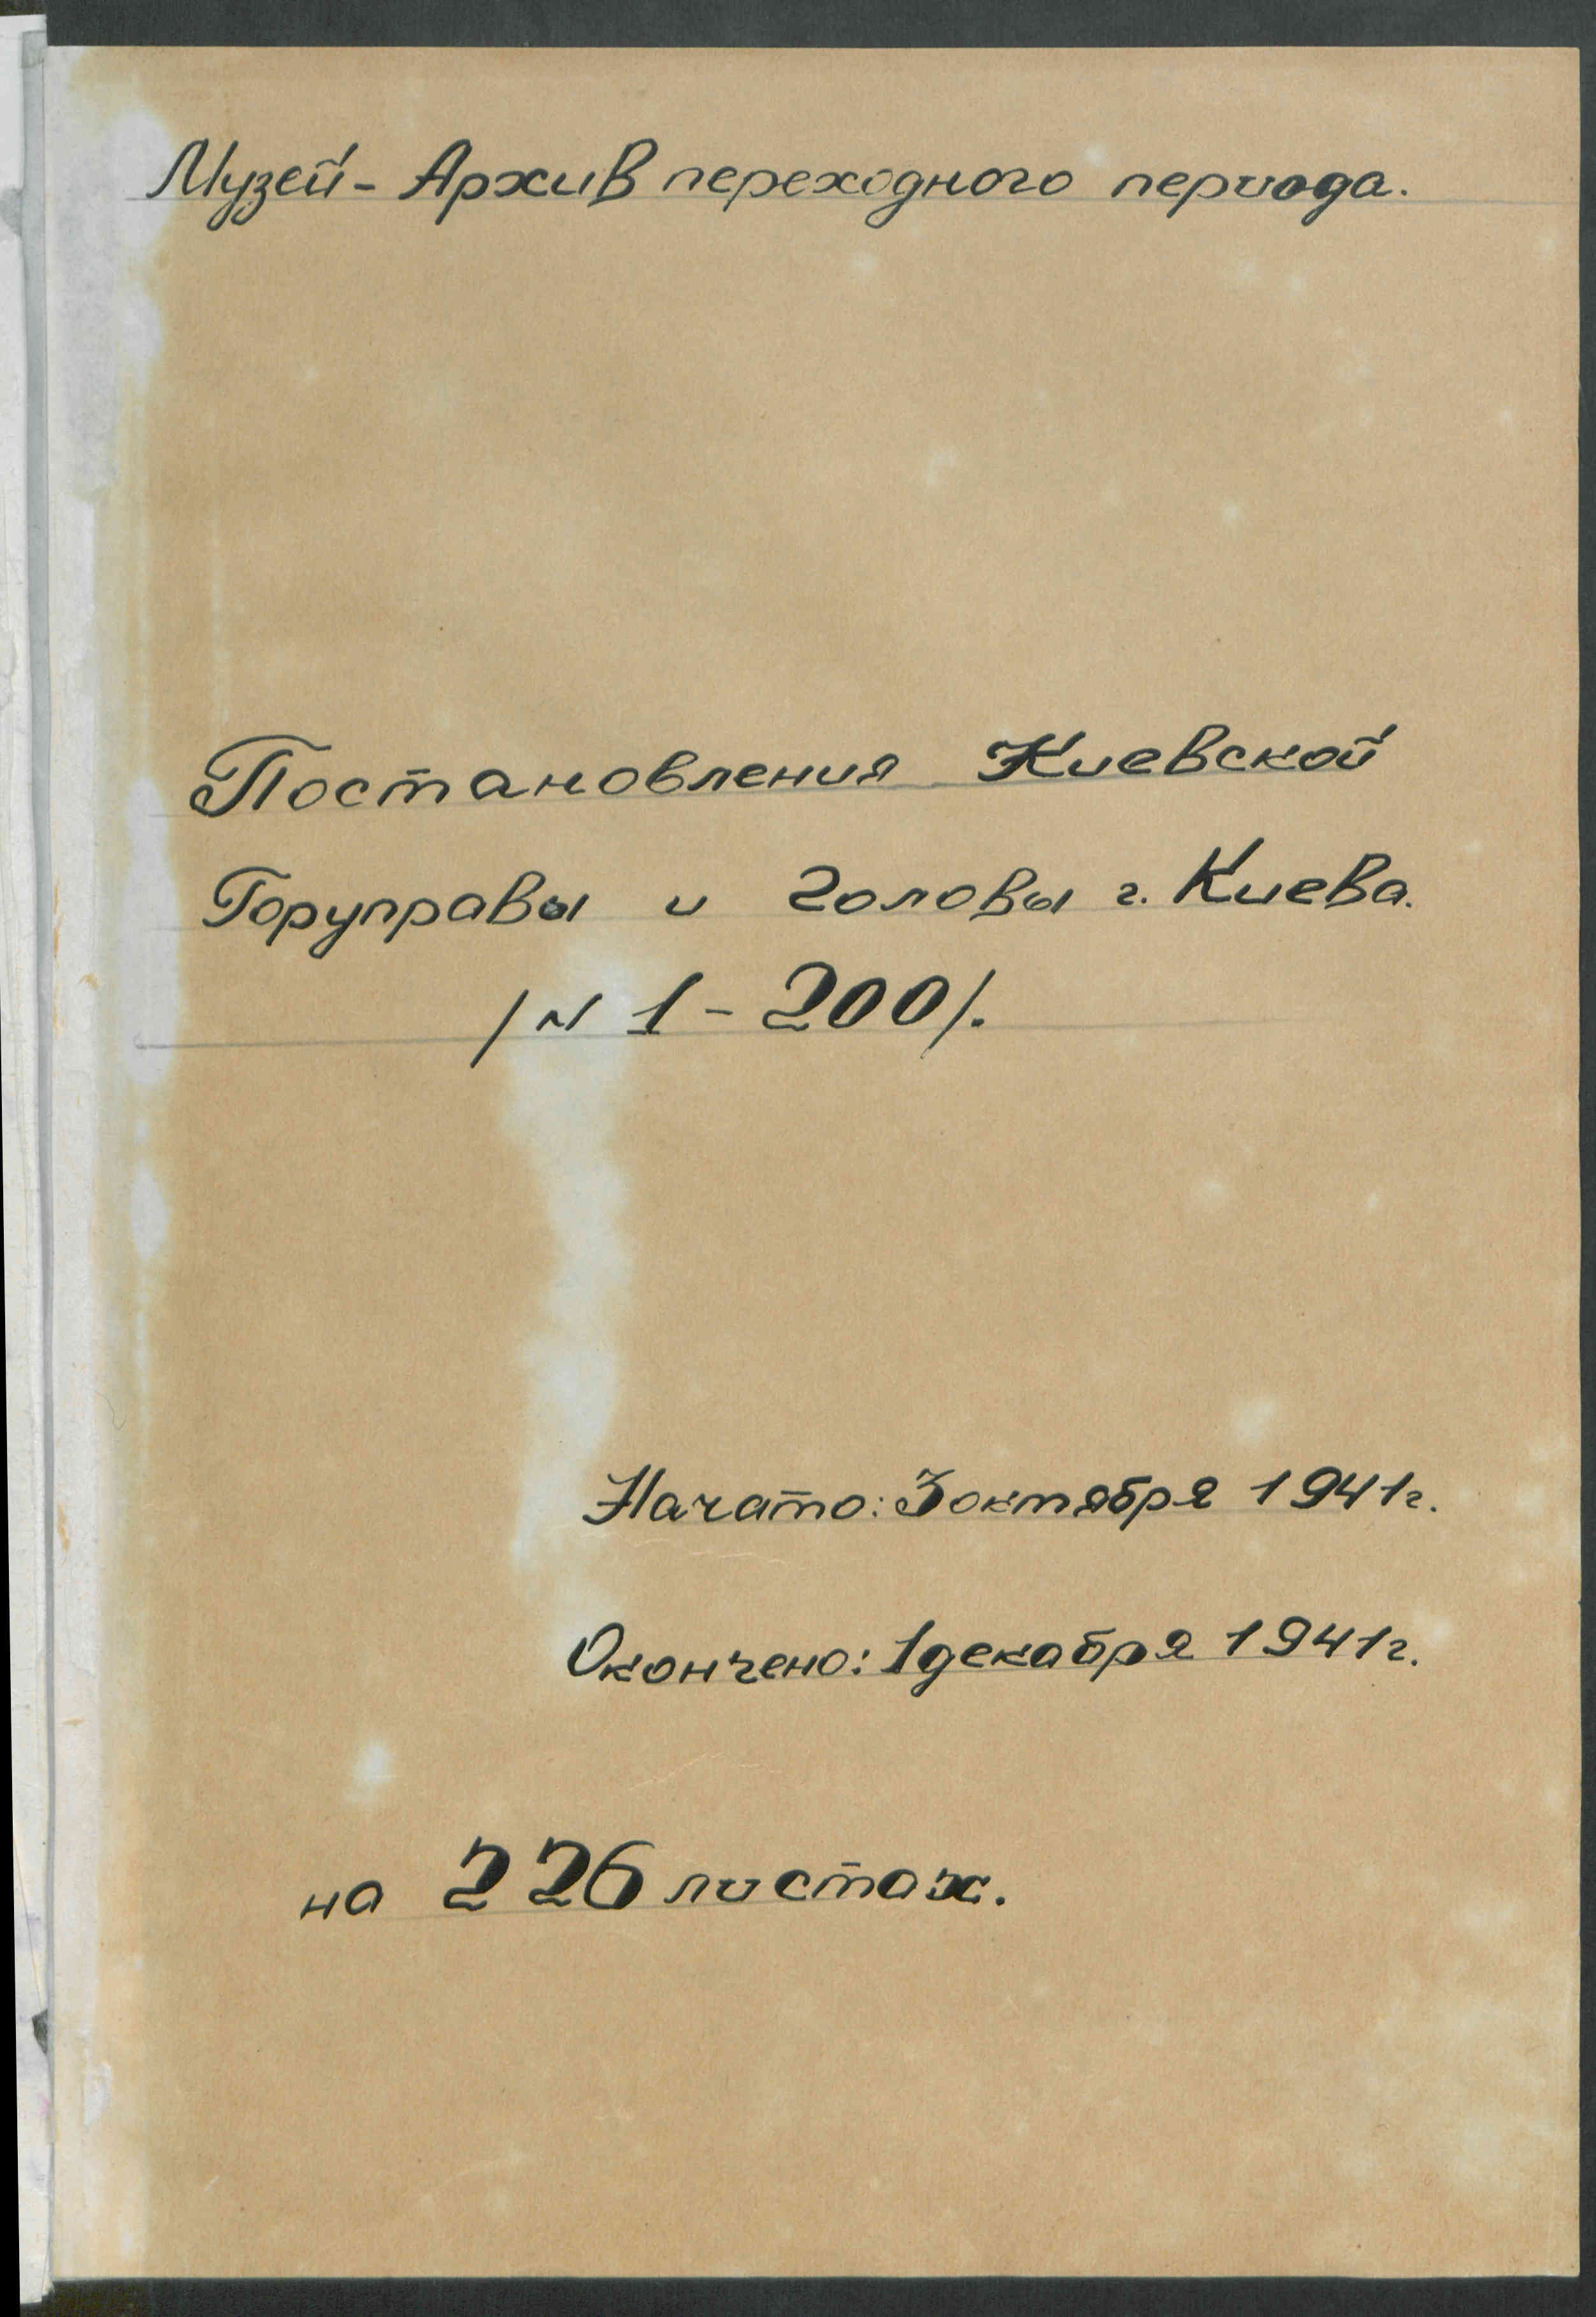 Музей - Архив переходного периода.
Постановления Киевской
Горуправы и головы г. Киева.
/ № 1 - 200/.
Начато: 3 октября 1941 г.
Окончено: 1 декабря 1941 г.
на 226 листах.